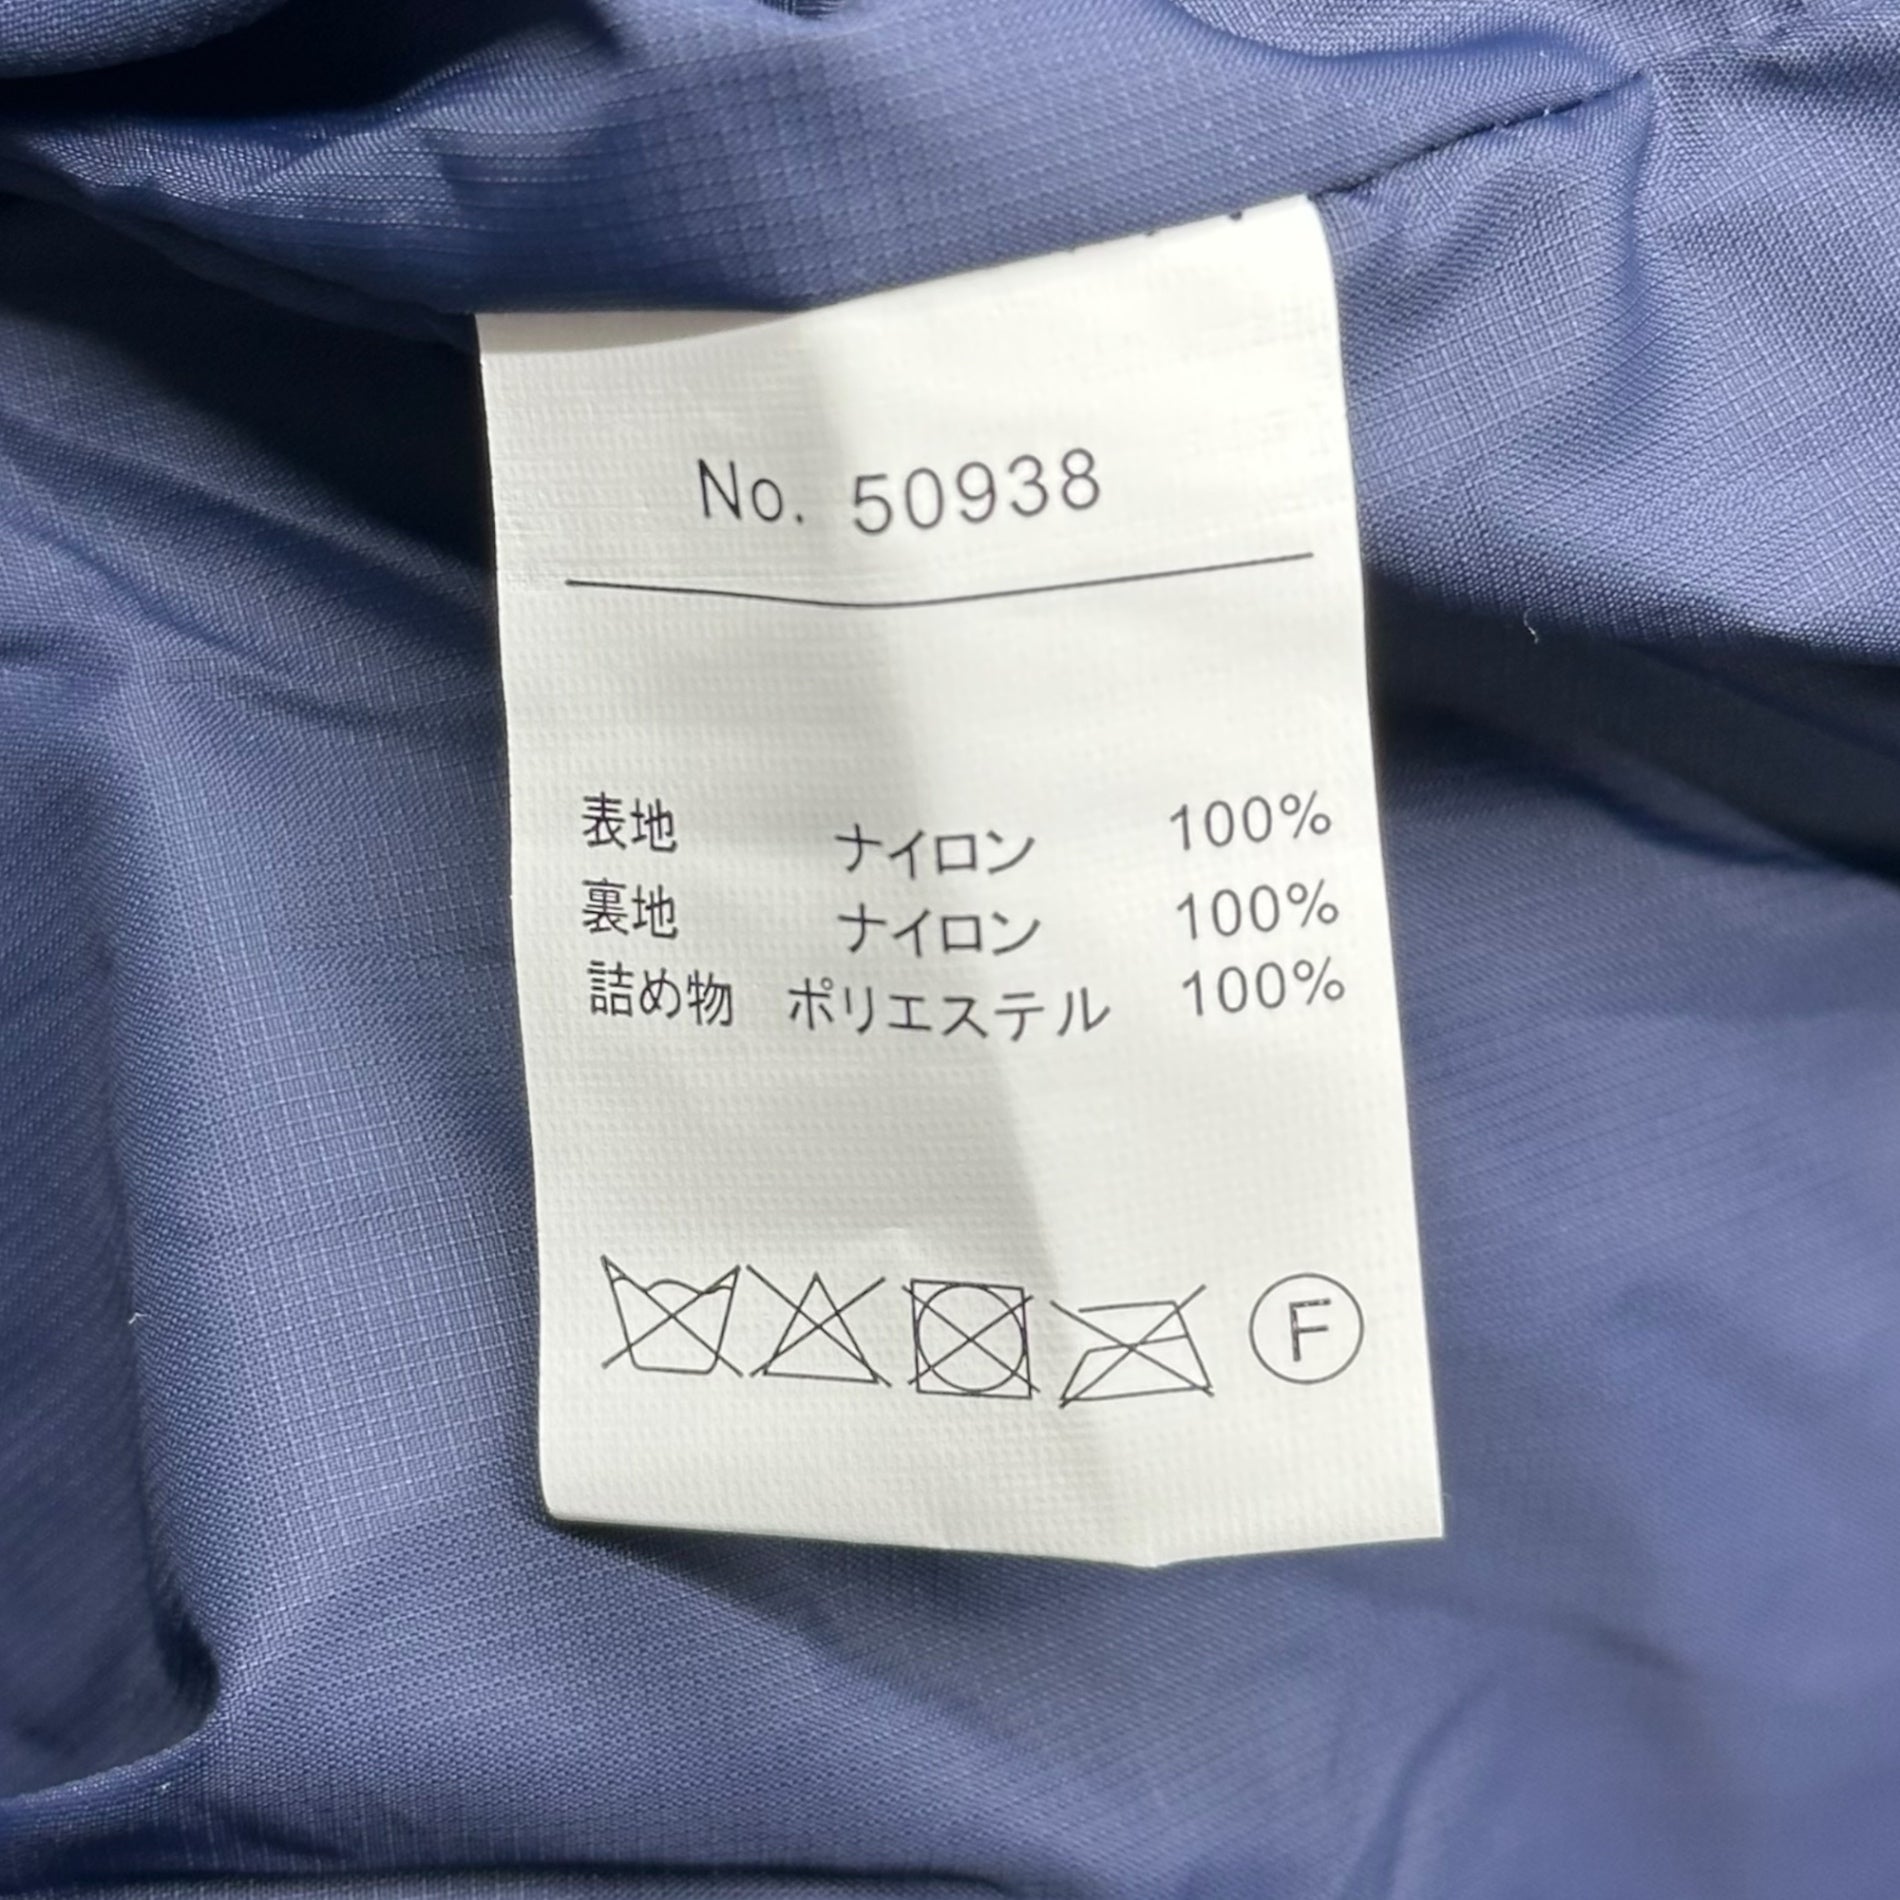 No. 50938
表地 ナイロン 100%
裏地 ナイロン 100%
詰め物 ポリエステル 100%
F